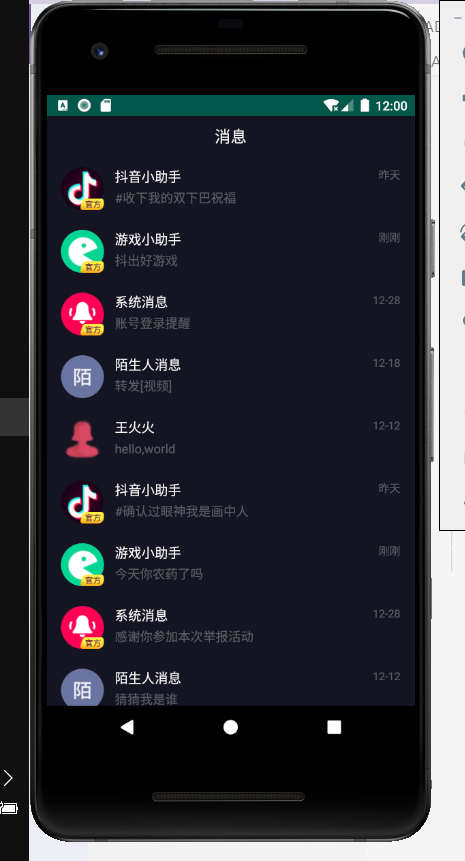 12:00
消息
抖音小助手 昨天
#收下我的双下巴祝福
官方
游戏小助手 刚刚
抖出好游戏
官方
系统消息 12-28
账号登录提醒
官方
陌 陌生人消息 12-18
转发[视频]
王火火 12-12
hello,world
抖音小助手 昨天
#确认过眼神我是画中人
官方
游戏小助手 刚刚
今天你农药了吗
官方
系统消息 12-28
感谢你参加本次举报活动
官方
陌 陌生人消息 12-12
猜猜我是谁